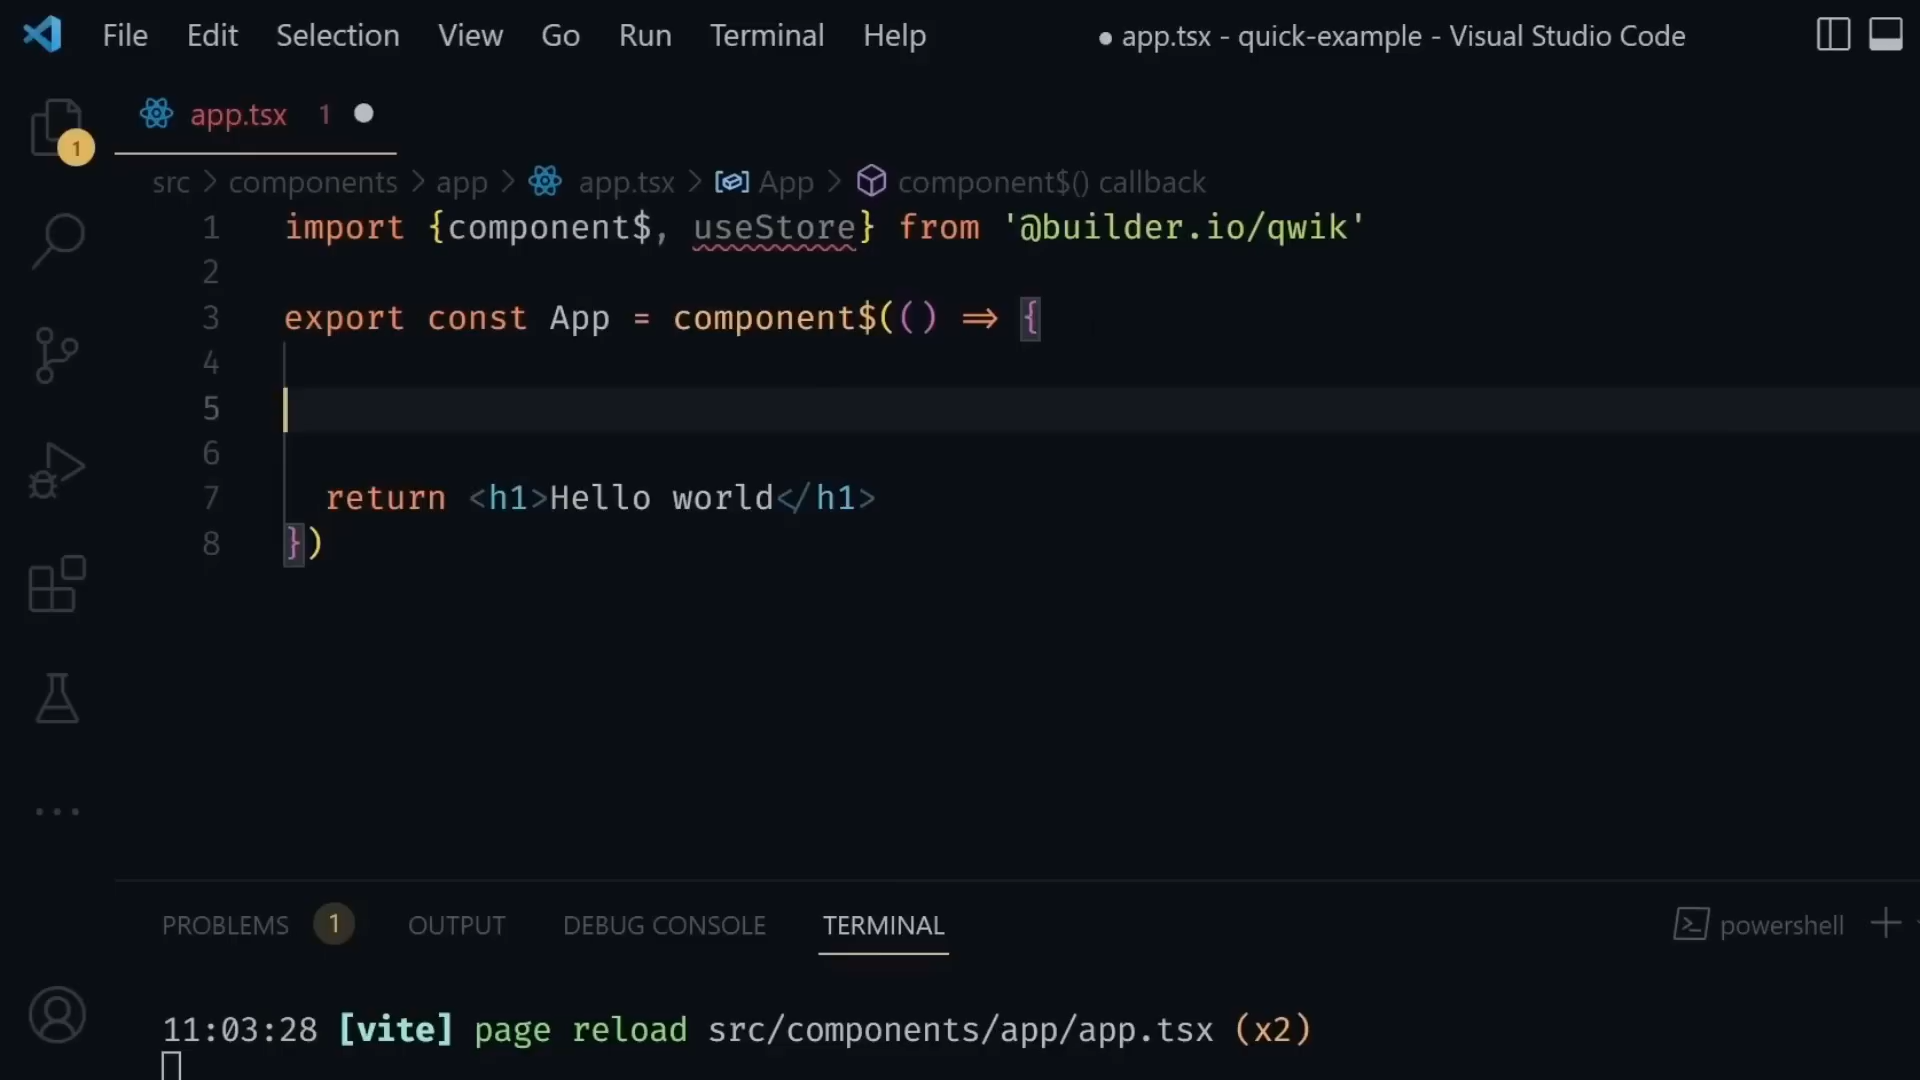 File Edit Selection View Go Run Terminal Help ● app.tsx - quick-example - Visual Studio Code
app.tsx 1
1
src > components > app > app.tsx > App > component$() callback
1 import {component$, useStore} from '@builder.io/qwik'
2
3 export const App = component$(() => {
4
5
6
7 return <h1>Hello world</h1>
8 })
PROBLEMS 1 OUTPUT DEBUG CONSOLE TERMINAL powershell
11:03:28 [vite] page reload src/components/app/app.tsx (x2)